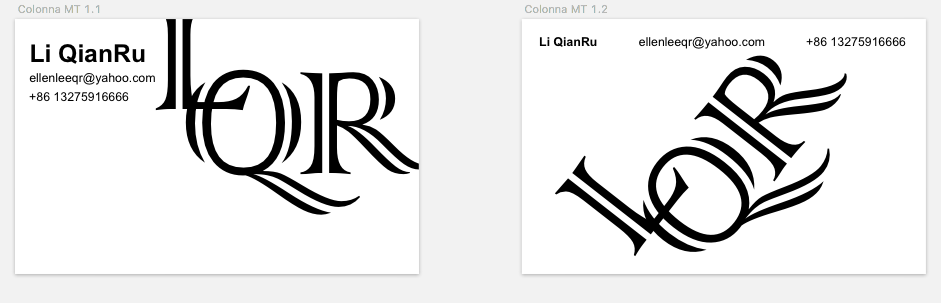 Colonna MT 1.1
Li QianRu
ellenleeqr@yahoo.com
+86 13275916666
LQR
Colonna MT 1.2
Li QianRu ellenleeqr@yahoo.com +86 13275916666
LQR